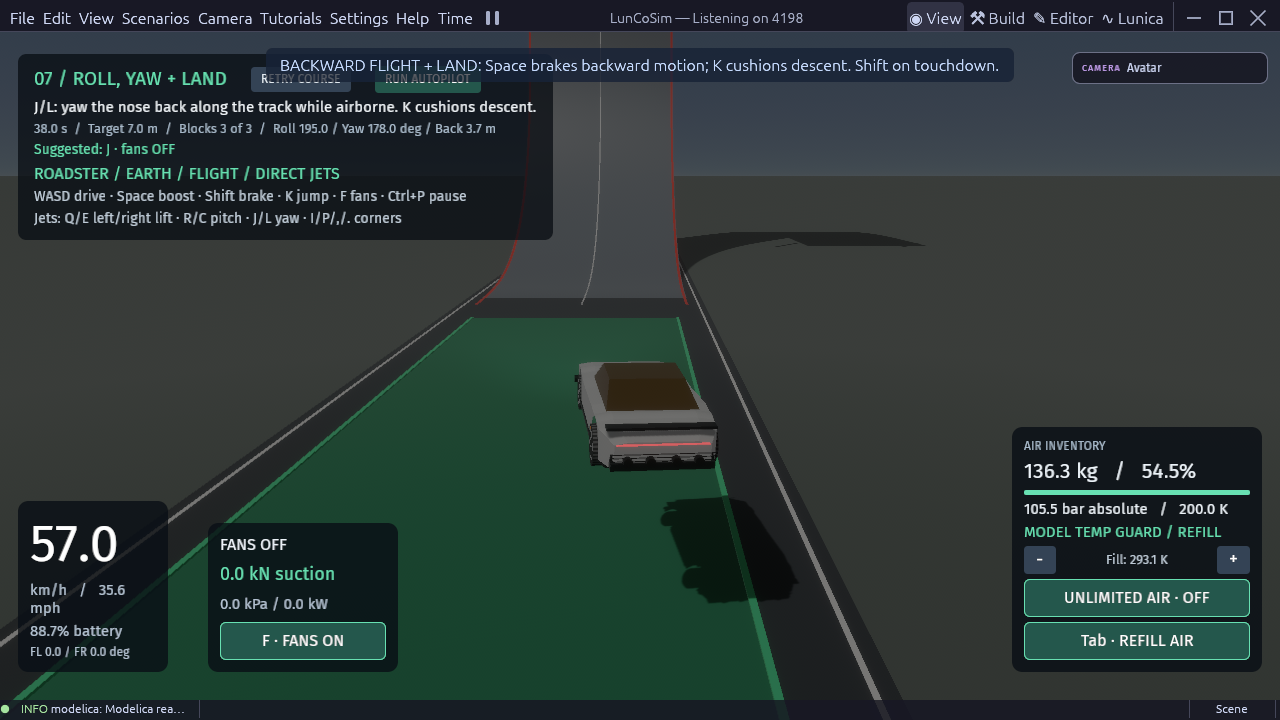 File Edit View Scenarios Camera Tutorials Settings Help Time
LunCoSim — Listening on 4198
View Build Editor Lunica
BACKWARD FLIGHT + LAND: Space brakes backward motion; K cushions descent. Shift on touchdown.
07 / ROLL, YAW + LAND
RETRY COURSE
RUN AUTOPILOT
J/L: yaw the nose back along the track while airborne. K cushions descent.
38.0 s / Target 7.0 m / Blocks 3 of 3 / Roll 195.0 / Yaw 178.0 deg / Back 3.7 m
Suggested: J · fans OFF
ROADSTER / EARTH / FLIGHT / DIRECT JETS
WASD drive · Space boost · Shift brake · K jump · F fans · Ctrl+P pause
Jets: Q/E left/right lift · R/C pitch · J/L yaw · I/P/,/. corners
CAMERA Avatar
AIR INVENTORY
136.3 kg / 54.5%
105.5 bar absolute / 200.0 K
MODEL TEMP GUARD / REFILL
- Fill: 293.1 K +
UNLIMITED AIR · OFF
Tab · REFILL AIR
57.0
km/h / 35.6
mph
88.7% battery
FL 0.0 / FR 0.0 deg
FANS OFF
0.0 kN suction
0.0 kPa / 0.0 kW
F · FANS ON
INFO modelica: Modelica rea...
Scene